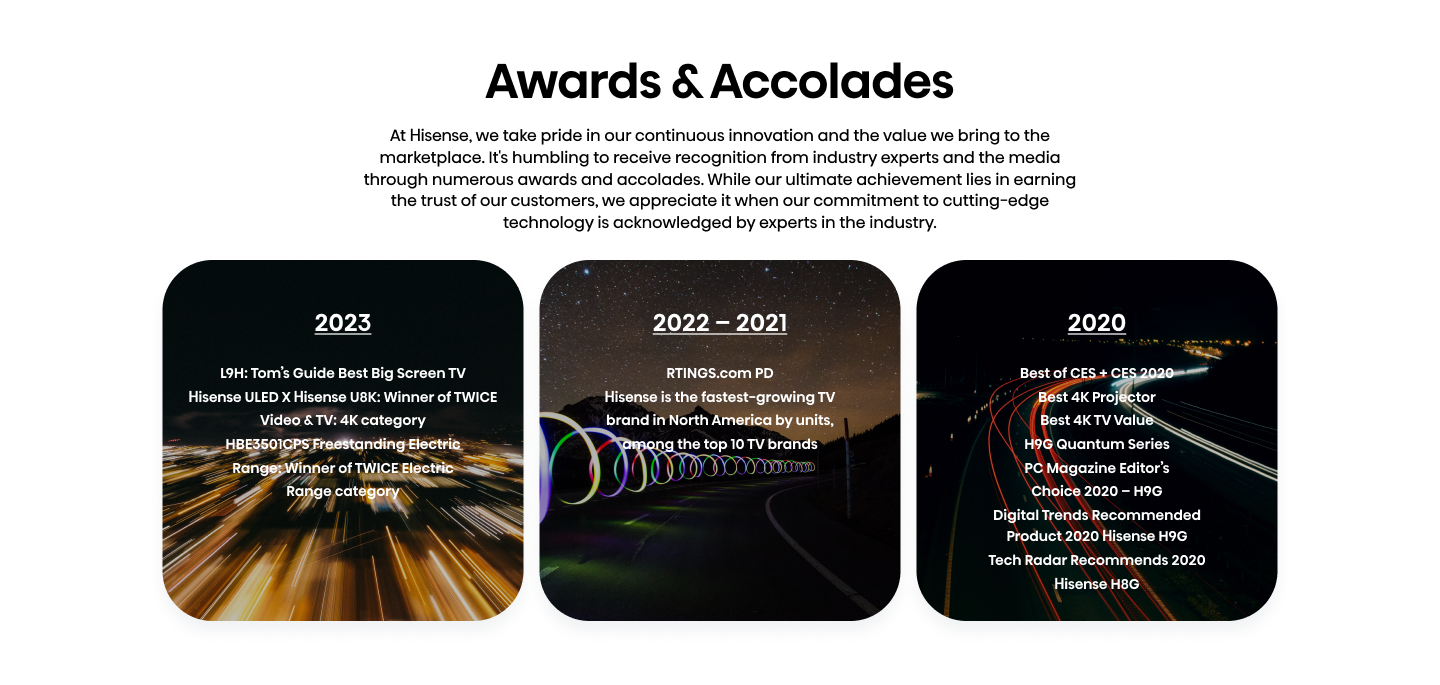 Awards & Accolades
At Hisense, we take pride in our continuous innovation and the value we bring to the
marketplace. It's humbling to receive recognition from industry experts and the media
through numerous awards and accolades. While our ultimate achievement lies in earning
the trust of our customers, we appreciate it when our commitment to cutting-edge
technology is acknowledged by experts in the industry.
2023
L9H: Tom's Guide Best Big Screen TV
Hisense ULED X Hisense U8K: Winner of TWICE
Video & TV: 4K category
HBE3501CPS Freestanding Electric
Range: Winner of TWICE Electric
Range category
2022 – 2021
RTINGS.com PD
Hisense is the fastest-growing TV
brand in North America by units,
among the top 10 TV brands
2020
Best of CES + CES 2020
Best 4K Projector
Best 4K TV Value
H9G Quantum Series
PC Magazine Editor's
Choice 2020 – H9G
Digital Trends Recommended
Product 2020 Hisense H9G
Tech Radar Recommends 2020
Hisense H8G